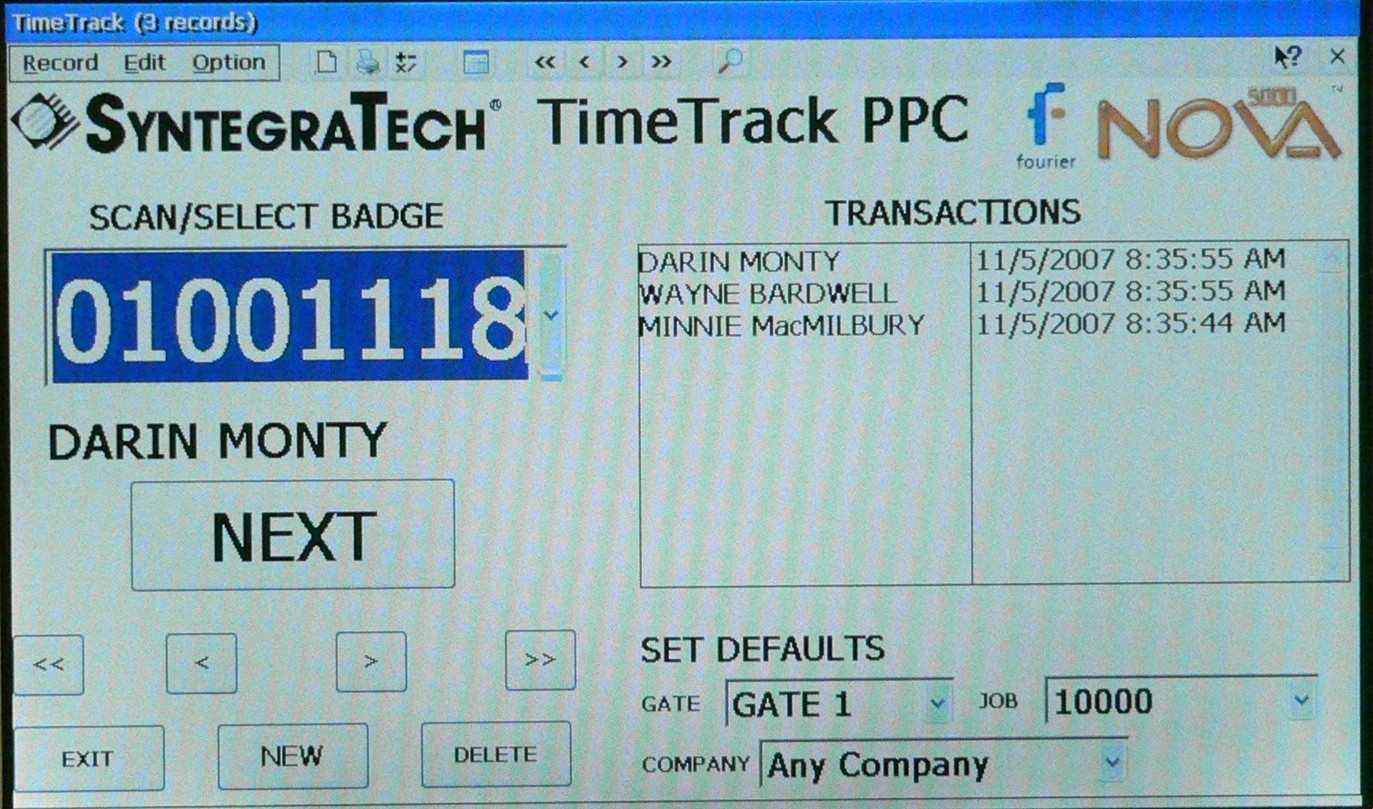 TimeTrack (3 records)
Record Edit Option
<< < > >> ? ×
SYNTEGRATECH® TimeTrack PPC fourier NOVA 5000 ™
SCAN/SELECT BADGE
01001118
DARIN MONTY
NEXT
<< < > >>
EXIT NEW DELETE
TRANSACTIONS
DARIN MONTY 11/5/2007 8:35:55 AM
WAYNE BARDWELL 11/5/2007 8:35:55 AM
MINNIE MacMILBURY 11/5/2007 8:35:44 AM
SET DEFAULTS
GATE GATE 1 JOB 10000
COMPANY Any Company